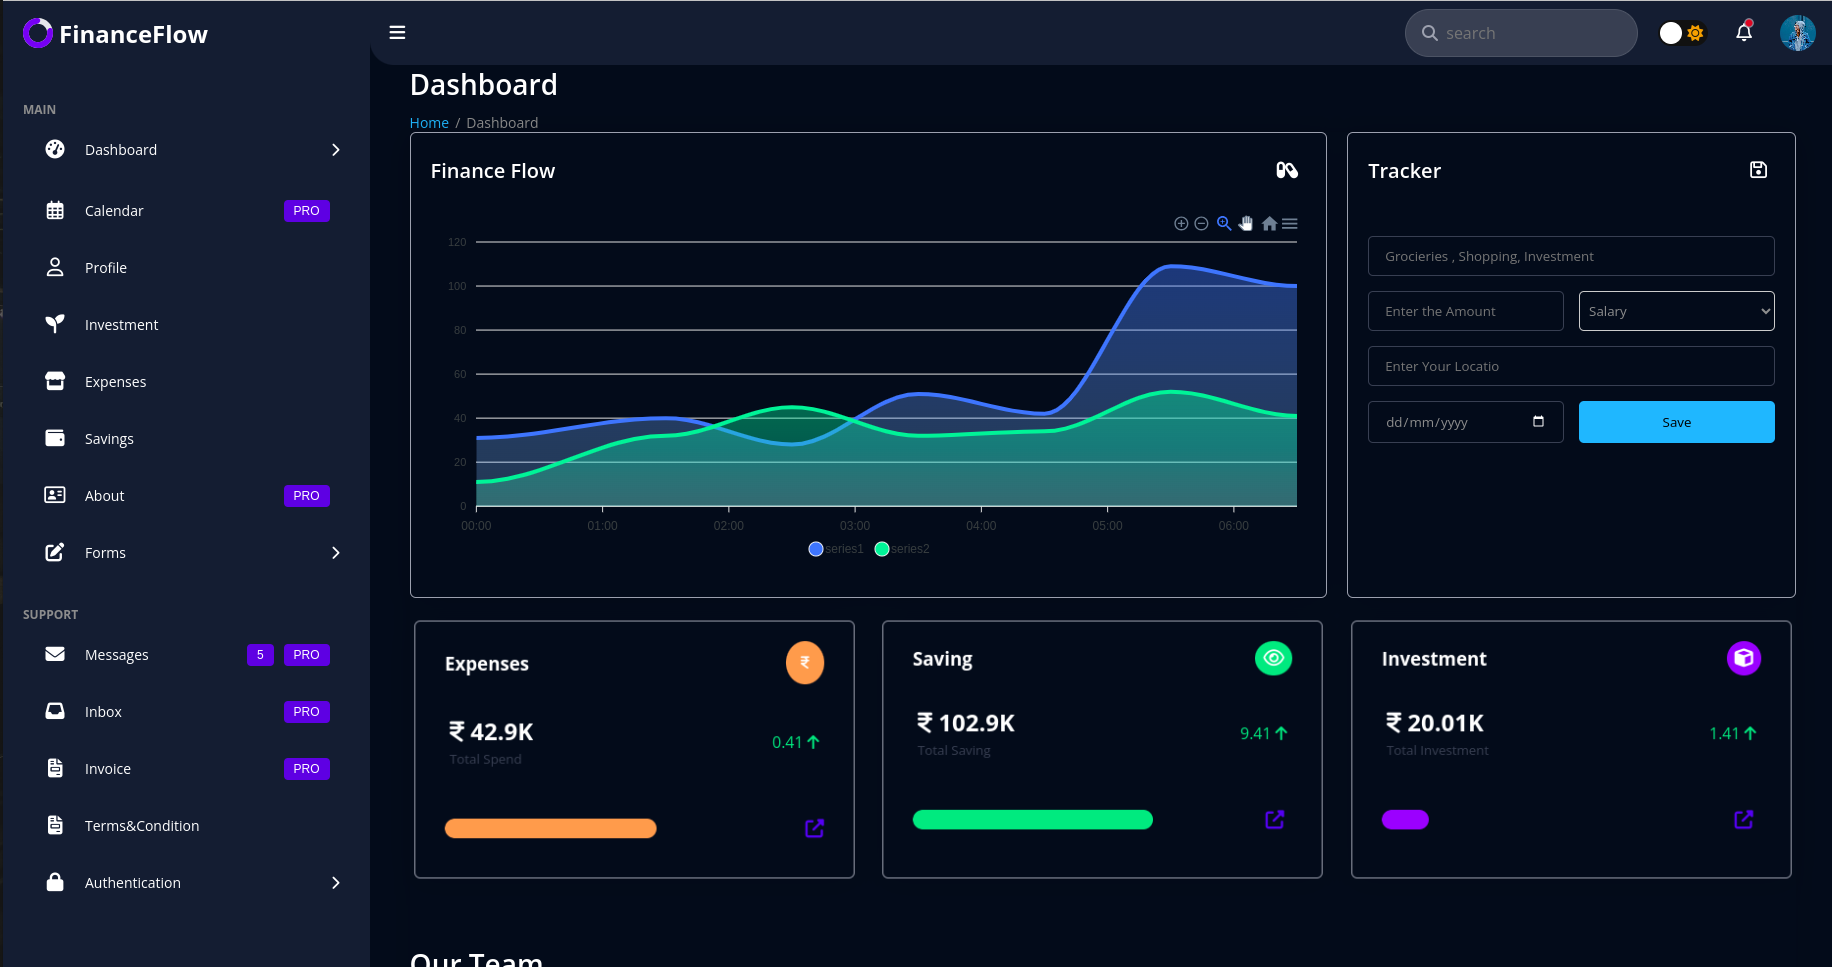 FinanceFlow
search
MAIN
Dashboard
Calendar PRO
Profile
Investment
Expenses
Savings
About PRO
Forms
SUPPORT
Messages 5 PRO
Inbox PRO
Invoice PRO
Terms&Condition
Authentication
Dashboard
Home / Dashboard
Finance Flow
120
100
80
60
40
20
0
00:00 01:00 02:00 03:00 04:00 05:00 06:00
series1 series2
Tracker
Grocieries , Shopping, Investment
Enter the Amount Salary
Enter Your Locatio
dd/mm/yyyy Save
Expenses
₹
₹ 42.9K
Total Spend
0.41
Saving
₹ 102.9K
Total Saving
9.41
Investment
₹ 20.01K
Total Investment
1.41
Our Team